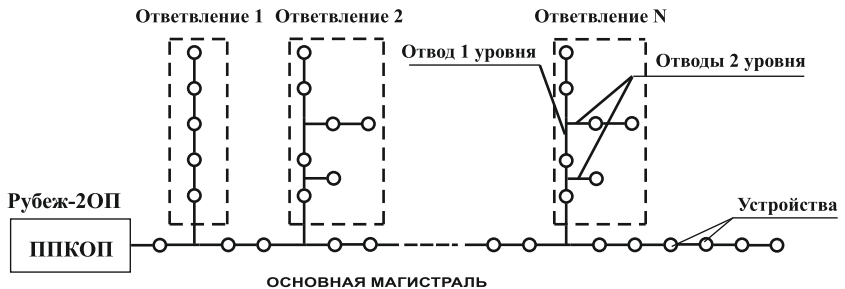 Ответвление 1
Ответвление 2
Ответвление N
Отвод 1 уровня
Отводы 2 уровня
Рубеж-2ОП
Устройства
ППКОП
ОСНОВНАЯ МАГИСТРАЛЬ